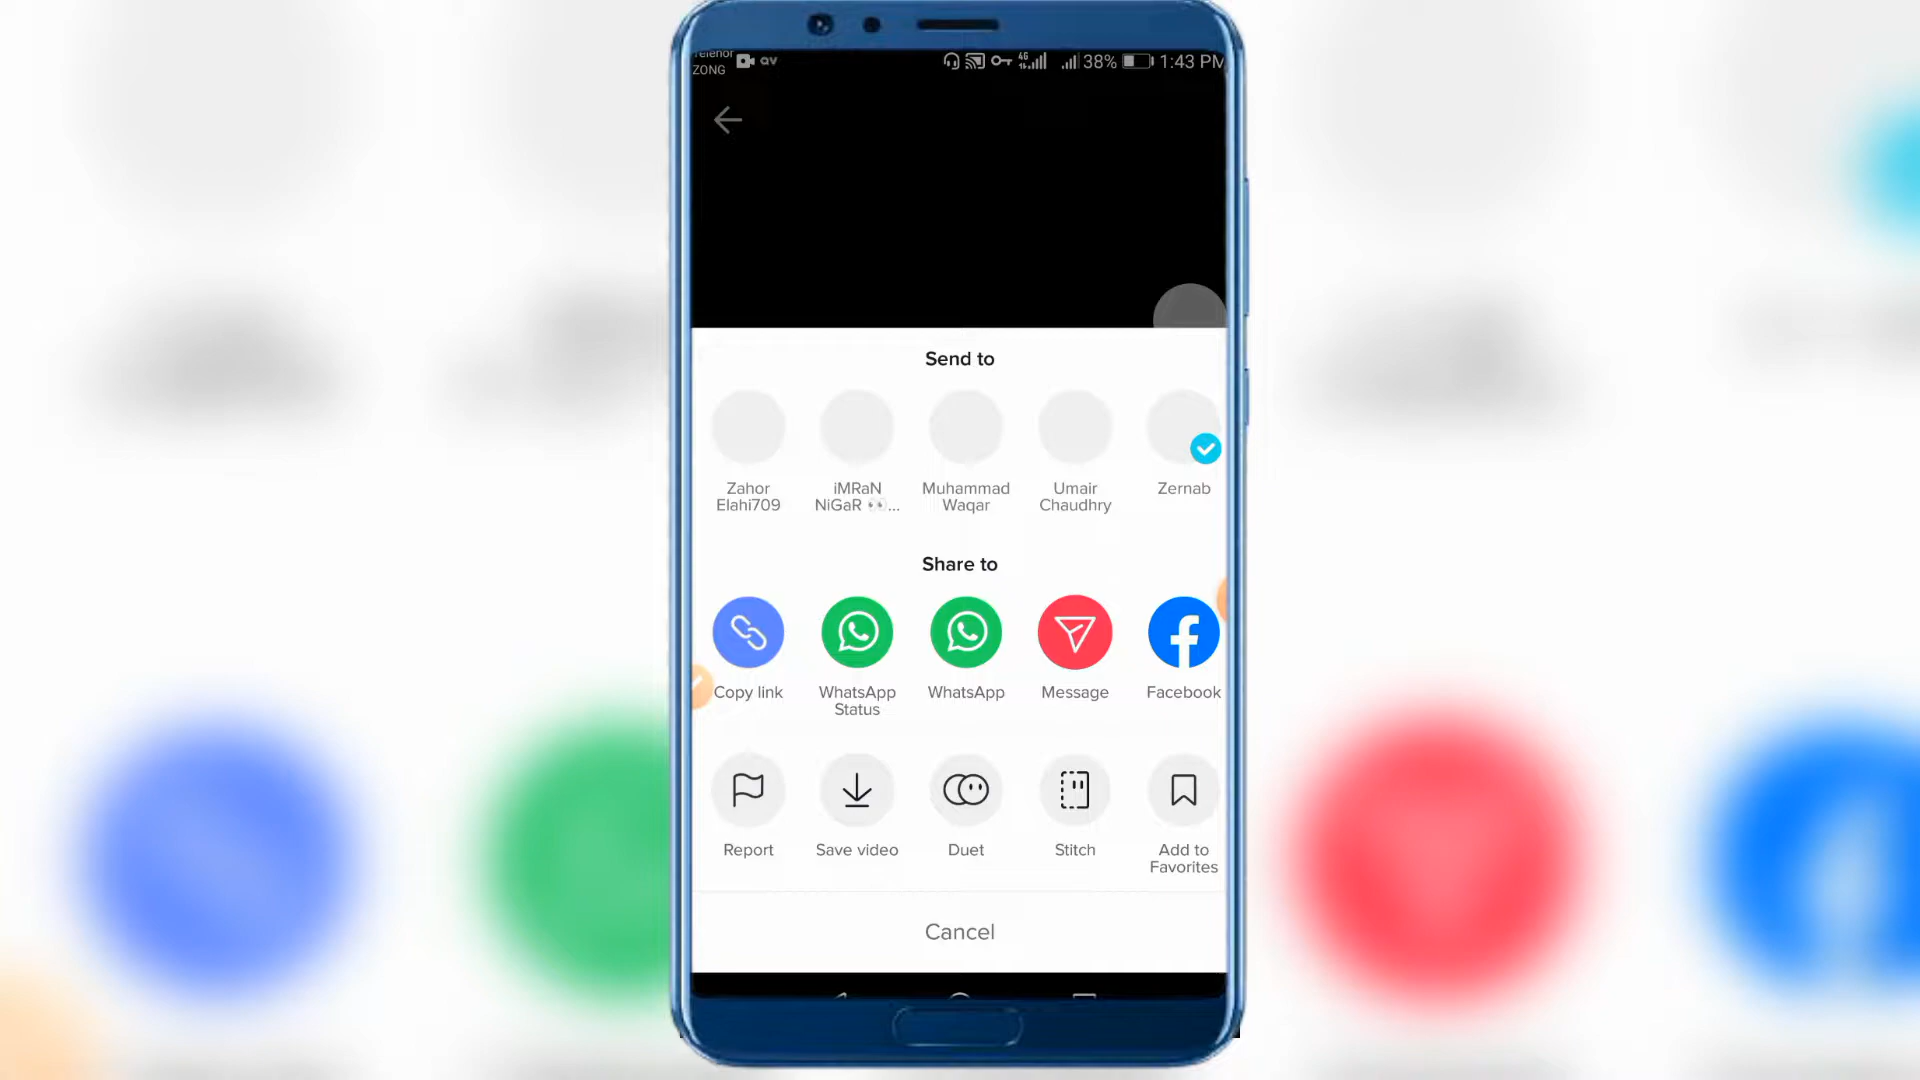 Telenor
ZONG
4G
38%
1:43 PM
Send to
Zahor
Elahi709
iMRaN
NiGaR 👀...
Muhammad
Waqar
Umair
Chaudhry
Zernab
Share to
Copy link
WhatsApp
Status
WhatsApp
Message
Facebook
Report
Save video
Duet
Stitch
Add to
Favorites
Cancel